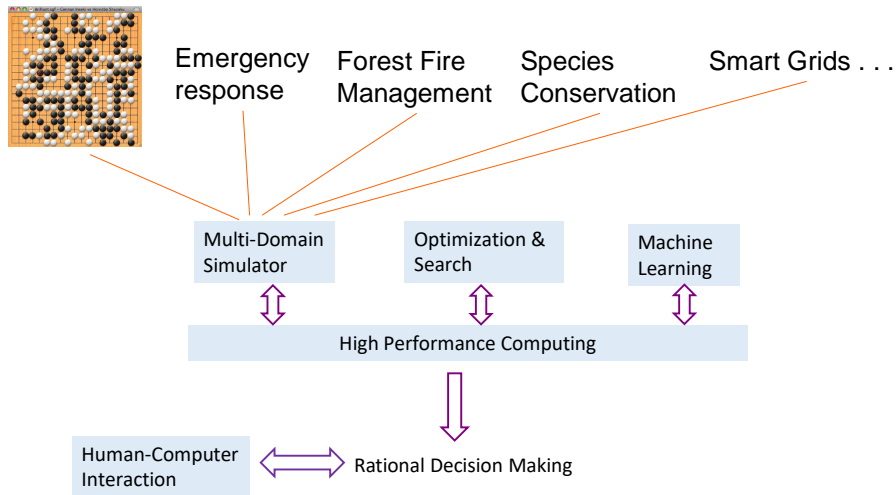 Emergency
response
Forest Fire
Management
Species
Conservation
Smart Grids . . .
Multi-Domain
Simulator
Optimization &
Search
Machine
Learning
High Performance Computing
Human-Computer
Interaction
Rational Decision Making